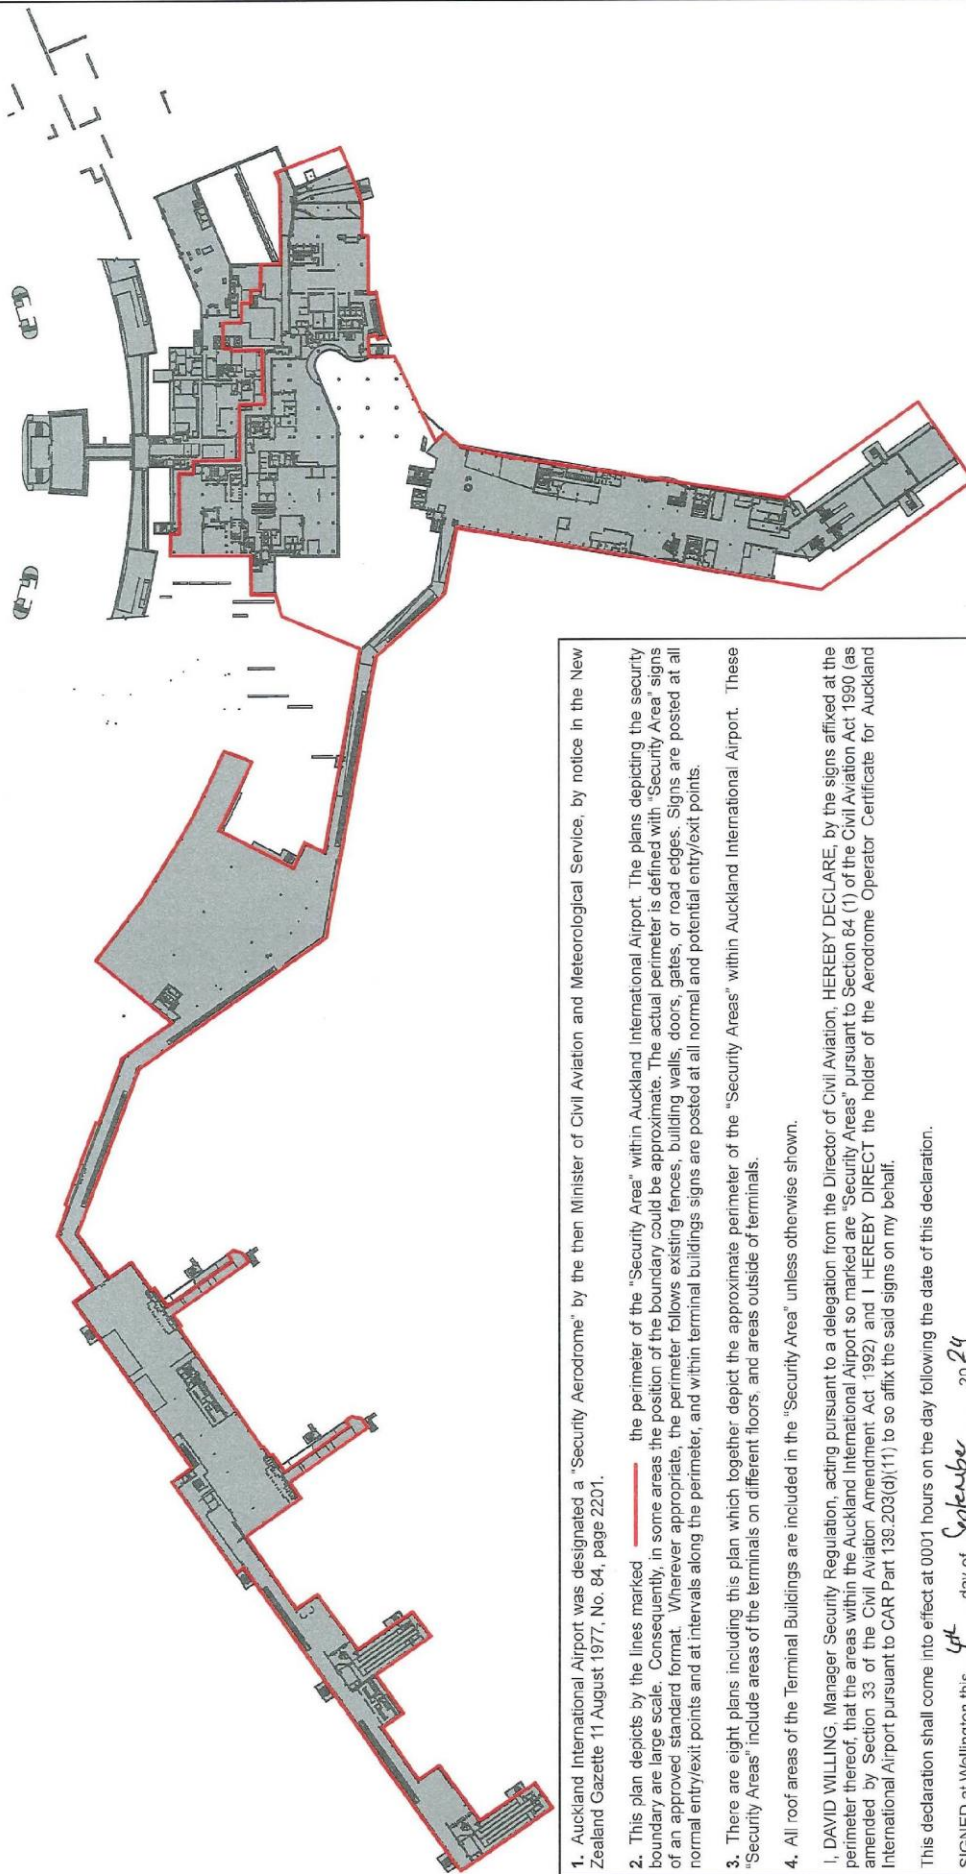 1. Auckland International Airport was designated a "Security Aerodrome" by the then Minister of Civil Aviation and Meteorological Service, by notice in the New
Zealand Gazette 11 August 1977, No. 84, page 2201.
2. This plan depicts by the lines marked the perimeter of the "Security Area" within Auckland International Airport. The plans depicting the security
boundary are large scale. Consequently, in some areas the position of the boundary could be approximate. The actual perimeter is defined with "Security Area" signs
of an approved standard format. Wherever appropriate, the perimeter follows existing fences, building walls, doors, gates, or road edges. Signs are posted at all
normal entry/exit points and at intervals along the perimeter, and within terminal buildings signs are posted at all normal and potential entry/exit points.
3. There are eight plans including this plan which together depict the approximate perimeter of the "Security Areas" within Auckland International Airport. These
"Security Areas" include areas of the terminals on different floors, and areas outside of terminals.
4. All roof areas of the Terminal Buildings are included in the "Security Area" unless otherwise shown.
I, DAVID WILLING, Manager Security Regulation, acting pursuant to a delegation from the Director of Civil Aviation, HEREBY DECLARE, by the signs affixed at the
perimeter thereof, that the areas within the Auckland International Airport so marked are "Security Areas" pursuant to Section 84 (1) of the Civil Aviation Act 1990 (as
amended by Section 33 of the Civil Aviation Amendment Act 1992) and I HEREBY DIRECT the holder of the Aerodrome Operator Certificate for Auckland
International Airport pursuant to CAR Part 139.203(d)(11) to so affix the said signs on my behalf.
This declaration shall come into effect at 0001 hours on the day following the date of this declaration.
SIGNED at Wellington this 4th day of September 2024